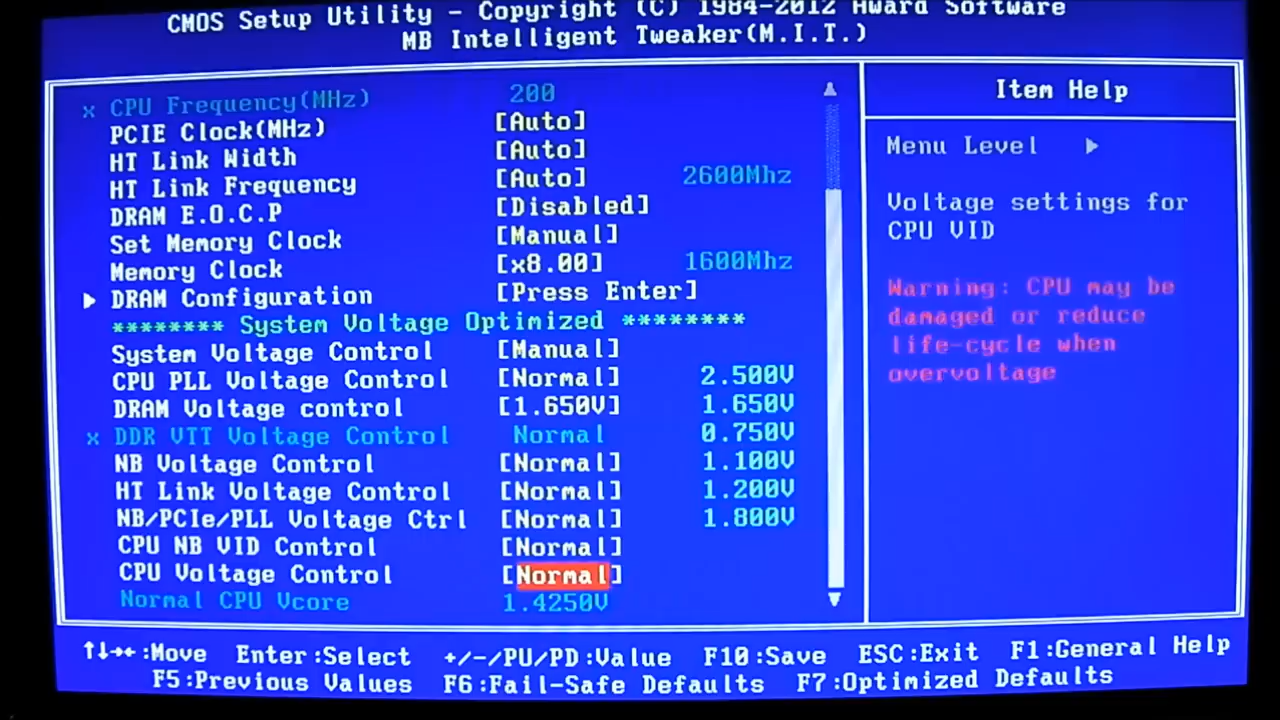 CMOS Setup Utility - Copyright (C) 1984-2012 Award Software
MB Intelligent Tweaker(M.I.T.)
x CPU Frequency(MHz) 200
PCIE Clock(MHz) [Auto]
HT Link Width [Auto]
HT Link Frequency [Auto] 2600Mhz
DRAM E.O.C.P [Disabled]
Set Memory Clock [Manual]
Memory Clock [x8.00] 1600Mhz
▶ DRAM Configuration [Press Enter]
******** System Voltage Optimized ********
System Voltage Control [Manual]
CPU PLL Voltage Control [Normal] 2.500V
DRAM Voltage control [1.650V] 1.650V
x DDR VTT Voltage Control Normal 0.750V
NB Voltage Control [Normal] 1.100V
HT Link Voltage Control [Normal] 1.200V
NB/PCIe/PLL Voltage Ctrl [Normal] 1.800V
CPU NB VID Control [Normal]
CPU Voltage Control [Normal]
Normal CPU Vcore 1.4250V
Item Help
Menu Level ▶
Voltage settings for
CPU VID
Warning: CPU may be
damaged or reduce
life-cycle when
overvoltage
↑↓→←:Move Enter:Select +/-/PU/PD:Value F10:Save ESC:Exit F1:General Help
F5:Previous Values F6:Fail-Safe Defaults F7:Optimized Defaults